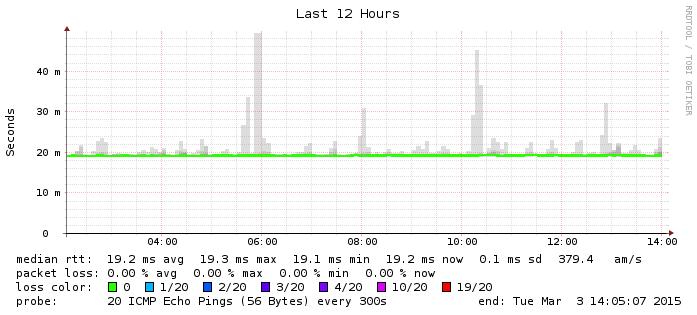 Last 12 Hours
RRDTOOL / TOBI OETIKER
Seconds
40 m
30 m
20 m
10 m
0
04:00 06:00 08:00 10:00 12:00 14:00
median rtt: 19.2 ms avg 19.3 ms max 19.1 ms min 19.2 ms now 0.1 ms sd 379.4 am/s
packet loss: 0.00 % avg 0.00 % max 0.00 % min 0.00 % now
loss color: 0 1/20 2/20 3/20 4/20 10/20 19/20
probe: 20 ICMP Echo Pings (56 Bytes) every 300s end: Tue Mar 3 14:05:07 2015